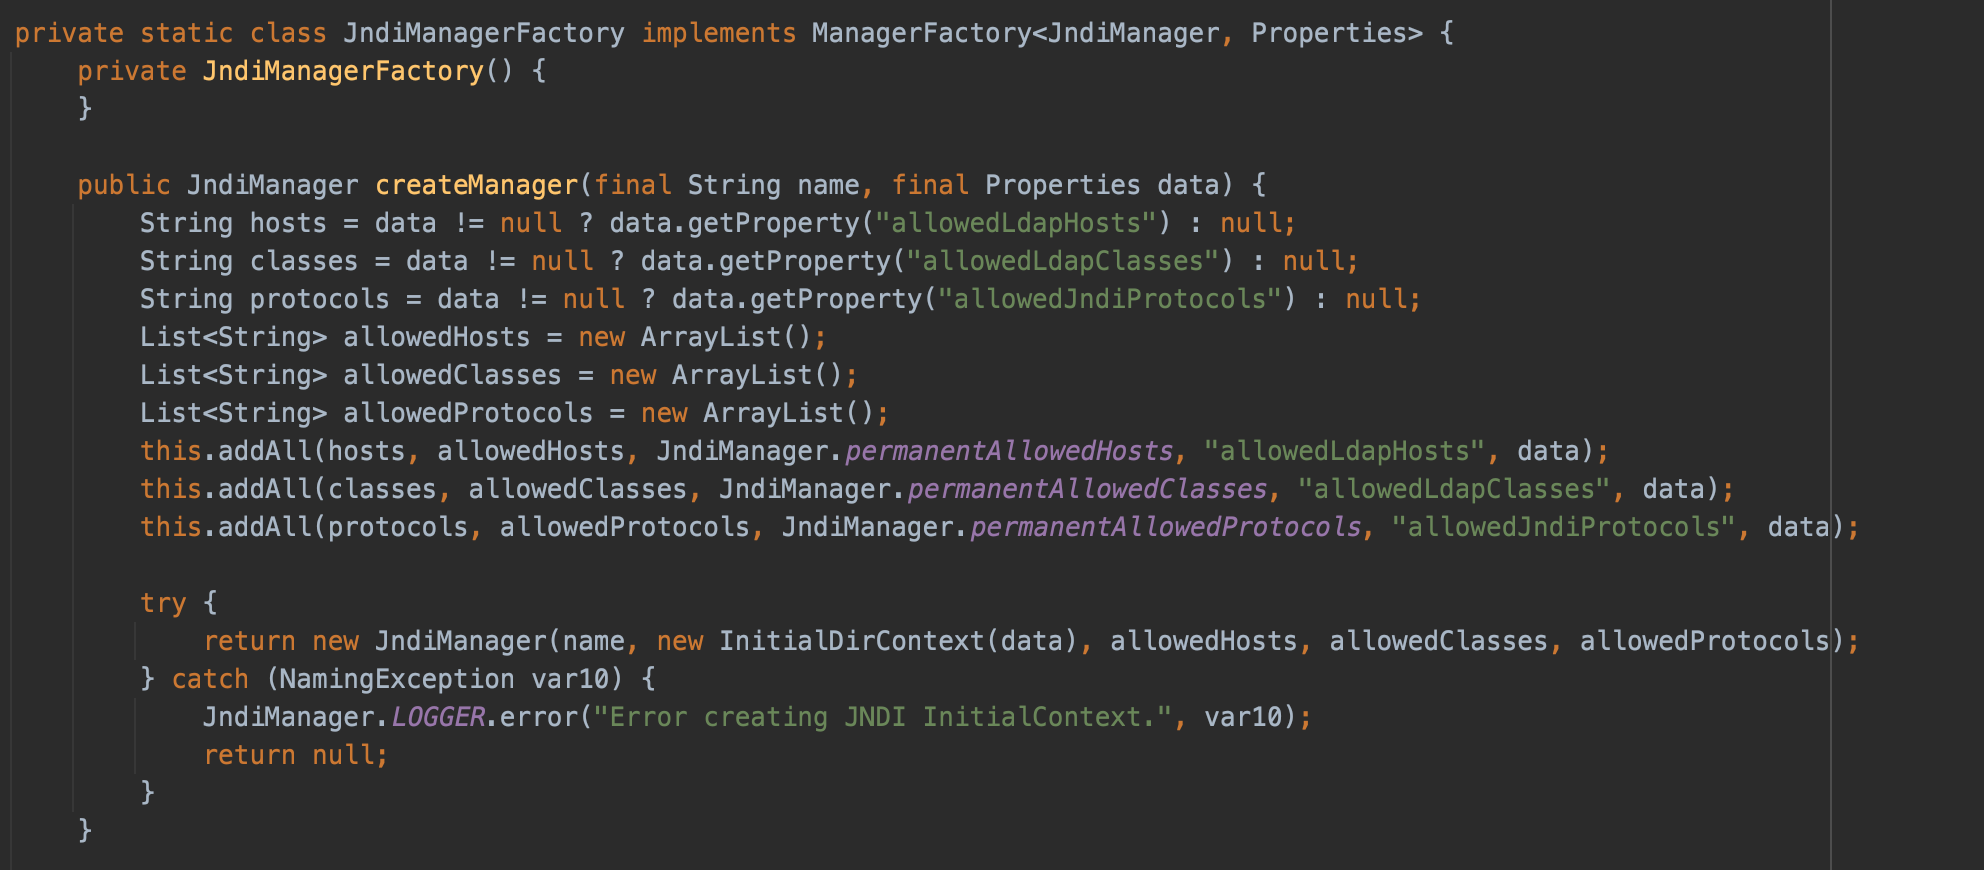 private static class JndiManagerFactory implements ManagerFactory<JndiManager, Properties> {
    private JndiManagerFactory() {
    }

    public JndiManager createManager(final String name, final Properties data) {
        String hosts = data != null ? data.getProperty("allowedLdapHosts") : null;
        String classes = data != null ? data.getProperty("allowedLdapClasses") : null;
        String protocols = data != null ? data.getProperty("allowedJndiProtocols") : null;
        List<String> allowedHosts = new ArrayList();
        List<String> allowedClasses = new ArrayList();
        List<String> allowedProtocols = new ArrayList();
        this.addAll(hosts, allowedHosts, JndiManager.permanentAllowedHosts, "allowedLdapHosts", data);
        this.addAll(classes, allowedClasses, JndiManager.permanentAllowedClasses, "allowedLdapClasses", data);
        this.addAll(protocols, allowedProtocols, JndiManager.permanentAllowedProtocols, "allowedJndiProtocols", data);

        try {
            return new JndiManager(name, new InitialDirContext(data), allowedHosts, allowedClasses, allowedProtocols);
        } catch (NamingException var10) {
            JndiManager.LOGGER.error("Error creating JNDI InitialContext.", var10);
            return null;
        }
    }